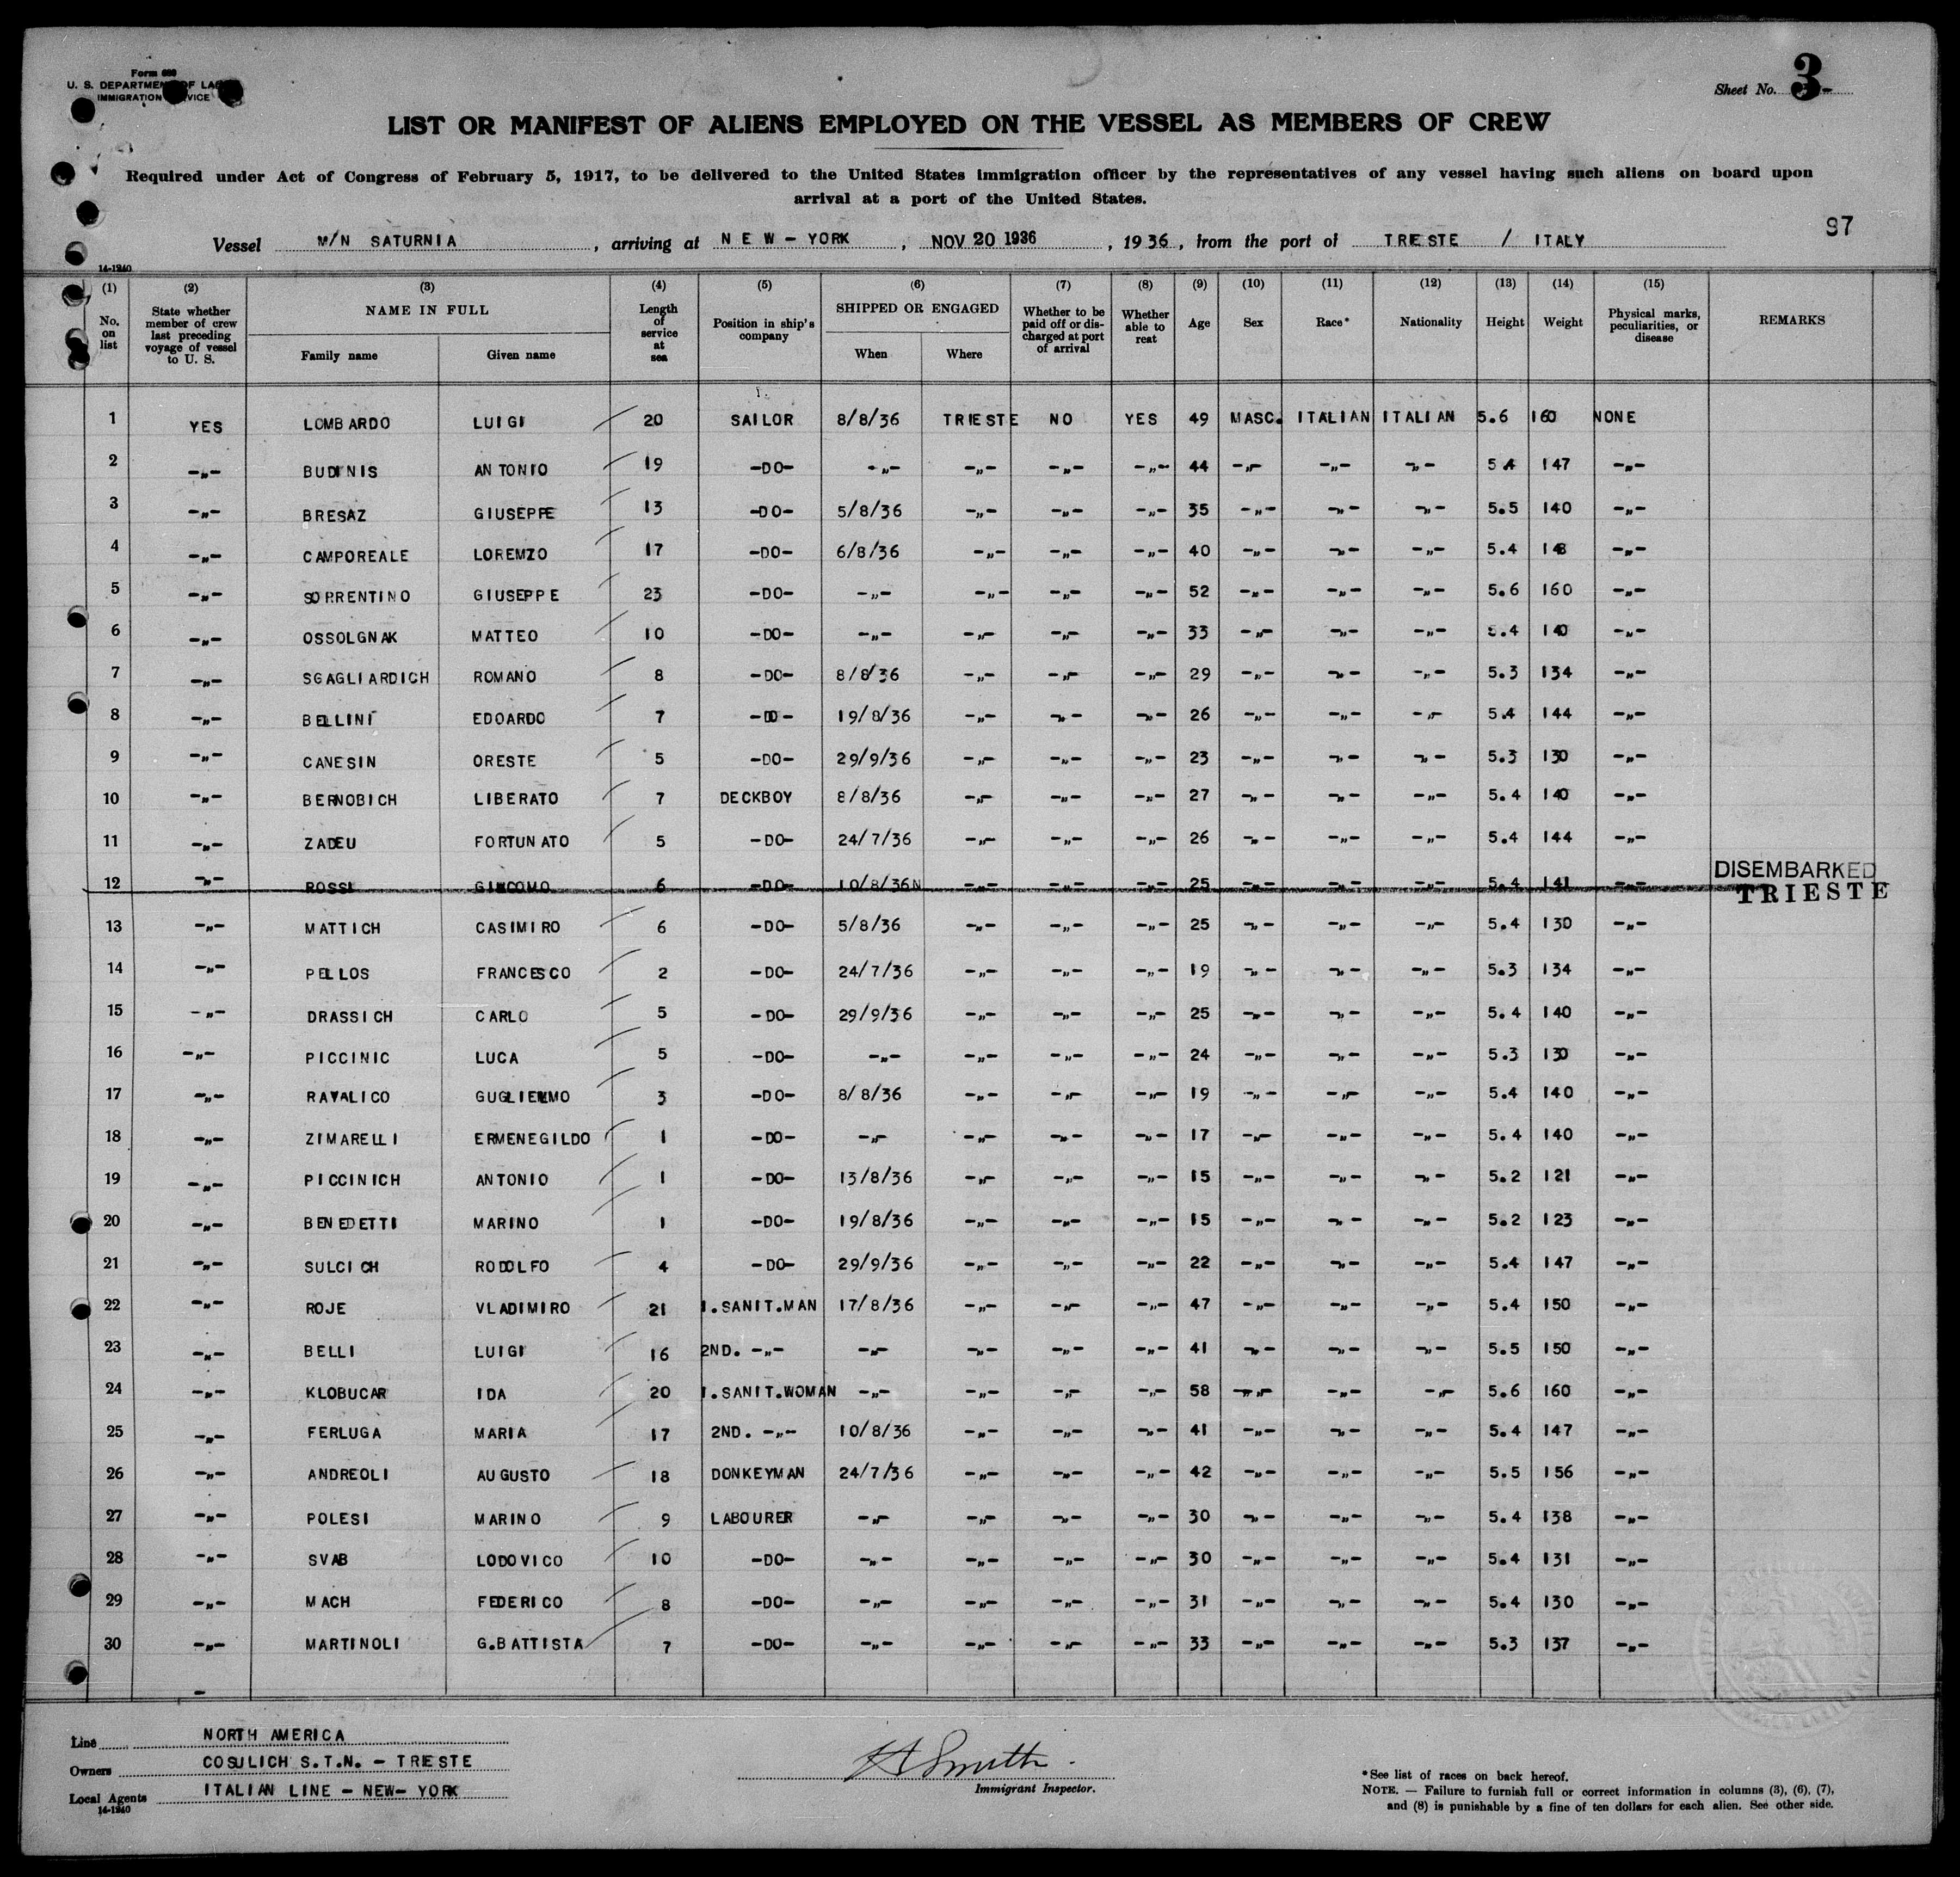 Form 680
U. S. DEPARTMENT OF LABOR
IMMIGRATION SERVICE
Sheet No. 3-
LIST OR MANIFEST OF ALIENS EMPLOYED ON THE VESSEL AS MEMBERS OF CREW
Required under Act of Congress of February 5, 1917, to be delivered to the United States immigration officer by the representatives of any vessel having such aliens on board upon
arrival at a port of the United States.
97
Vessel M/N SATURNIA, arriving at NEW-YORK, NOV 20 1936, 1936, from the port of TRIESTE / ITALY
14-1240
(1) No. on list (2) State whether member of crew last preceding voyage of vessel to U. S. (3) NAME IN FULL Family name Given name (4) Length of service at sea (5) Position in ship's company (6) SHIPPED OR ENGAGED When Where (7) Whether to be paid off or discharged at port of arrival (8) Whether able to reat (9) Age (10) Sex (11) Race* (12) Nationality (13) Height (14) Weight (15) Physical marks, peculiarities, or disease REMARKS
1 YES LOMBARDO LUIGI 20 SAILOR 8/8/36 TRIESTE NO YES 49 MASC. ITALIAN ITALIAN 5.6 160 NONE
2 -„- BUDINIS ANTONIO 19 -DO- -„- -„- -„- -„- 44 -„- -„- -„- 5 4 147 -„-
3 -„- BRESAZ GIUSEPPE 13 -DO- 5/8/36 -„- -„- -„- 35 -„- -„- -„- 5.5 140 -„-
4 -„- CAMPOREALE LORENZO 17 -DO- 6/8/36 -„- -„- -„- 40 -„- -„- -„- 5.4 148 -„-
5 -„- SORRENTINO GIUSEPPE 23 -DO- -„- -„- -„- -„- 52 -„- -„- -„- 5.6 160 -„-
6 -„- OSSOLGNAK MATTEO 10 -DO- -„- -„- -„- -„- 33 -„- -„- -„- 5.4 140 -„-
7 -„- SGAGLIARDICH ROMANO 8 -DO- 8/8/36 -„- -„- -„- 29 -„- -„- -„- 5.3 134 -„-
8 -„- BELLINI EDOARDO 7 -DO- 19/8/36 -„- -„- -„- 26 -„- -„- -„- 5.4 144 -„-
9 -„- CANESIN ORESTE 5 -DO- 29/9/36 -„- -„- -„- 23 -„- -„- -„- 5.3 130 -„-
10 -„- BERNOBICH LIBERATO 7 DECKBOY 8/8/36 -„- -„- -„- 27 -„- -„- -„- 5.4 140 -„-
11 -„- ZADEU FORTUNATO 5 -DO- 24/7/36 -„- -„- -„- 26 -„- -„- -„- 5.4 144 -„-
12 -„- ROSSI GIACOMO 6 -DO- 10/8/36N -„- -„- -„- 25 -„- -„- -„- 5.4 141 -„- DISEMBARKED TRIESTE
13 -„- MATTICH CASIMIRO 6 -DO- 5/8/36 -„- -„- -„- 25 -„- -„- -„- 5.4 130 -„-
14 -„- PELLOS FRANCESCO 2 -DO- 24/7/36 -„- -„- -„- 19 -„- -„- -„- 5.3 134 -„-
15 -„- DRASSICH CARLO 5 -DO- 29/9/36 -„- -„- -„- 25 -„- -„- -„- 5.4 140 -„-
16 -„- PICCINIC LUCA 5 -DO- -„- -„- -„- -„- 24 -„- -„- -„- 5.3 130 -„-
17 -„- RAVALICO GUGLIELMO 3 -DO- 8/8/36 -„- -„- -„- 19 -„- -„- -„- 5.4 140 -„-
18 -„- ZIMARELLI ERMENEGILDO 1 -DO- -„- -„- -„- -„- 17 -„- -„- -„- 5.4 140 -„-
19 -„- PICCINICH ANTONIO 1 -DO- 13/8/36 -„- -„- -„- 15 -„- -„- -„- 5.2 121 -„-
20 -„- BENEDETTI MARINO 1 -DO- 19/8/36 -„- -„- -„- 15 -„- -„- -„- 5.2 123 -„-
21 -„- SULCICH RODOLFO 4 -DO- 29/9/36 -„- -„- -„- 22 -„- -„- -„- 5.4 147 -„-
22 -„- ROJE VLADIMIRO 21 1.SANIT.MAN 17/8/36 -„- -„- -„- 47 -„- -„- -„- 5.4 150 -„-
23 -„- BELLI LUIGI 16 2ND. -„- -„- -„- -„- -„- 41 -„- -„- -„- 5.5 150 -„-
24 -„- KLOBUCAR IDA 20 1.SANIT.WOMAN -„- -„- -„- -„- 58 -„- -„- -„- 5.6 160 -„-
25 -„- FERLUGA MARIA 17 2ND. -„- 10/8/36 -„- -„- -„- 41 -„- -„- -„- 5.4 147 -„-
26 -„- ANDREOLI AUGUSTO 18 DONKEYMAN 24/7/36 -„- -„- -„- 42 -„- -„- -„- 5.5 156 -„-
27 -„- POLESI MARINO 9 LABOURER -„- -„- -„- -„- 30 -„- -„- -„- 5.4 138 -„-
28 -„- SVAB LODOVICO 10 -DO- -„- -„- -„- -„- 30 -„- -„- -„- 5.4 131 -„-
29 -„- MACH FEDERICO 8 -DO- -„- -„- -„- -„- 31 -„- -„- -„- 5.4 130 -„-
30 -„- MARTINOLI G.BATTISTA 7 -DO- -„- -„- -„- -„- 33 -„- -„- -„- 5.3 137 -„-
Line NORTH AMERICA
Owners COSULICH S.T.N. - TRIESTE
Local Agents ITALIAN LINE - NEW-YORK
14-1240
H Smith
Immigrant Inspector.
*See list of races on back hereof.
NOTE. — Failure to furnish full or correct information in columns (3), (6), (7),
and (8) is punishable by a fine of ten dollars for each alien. See other side.